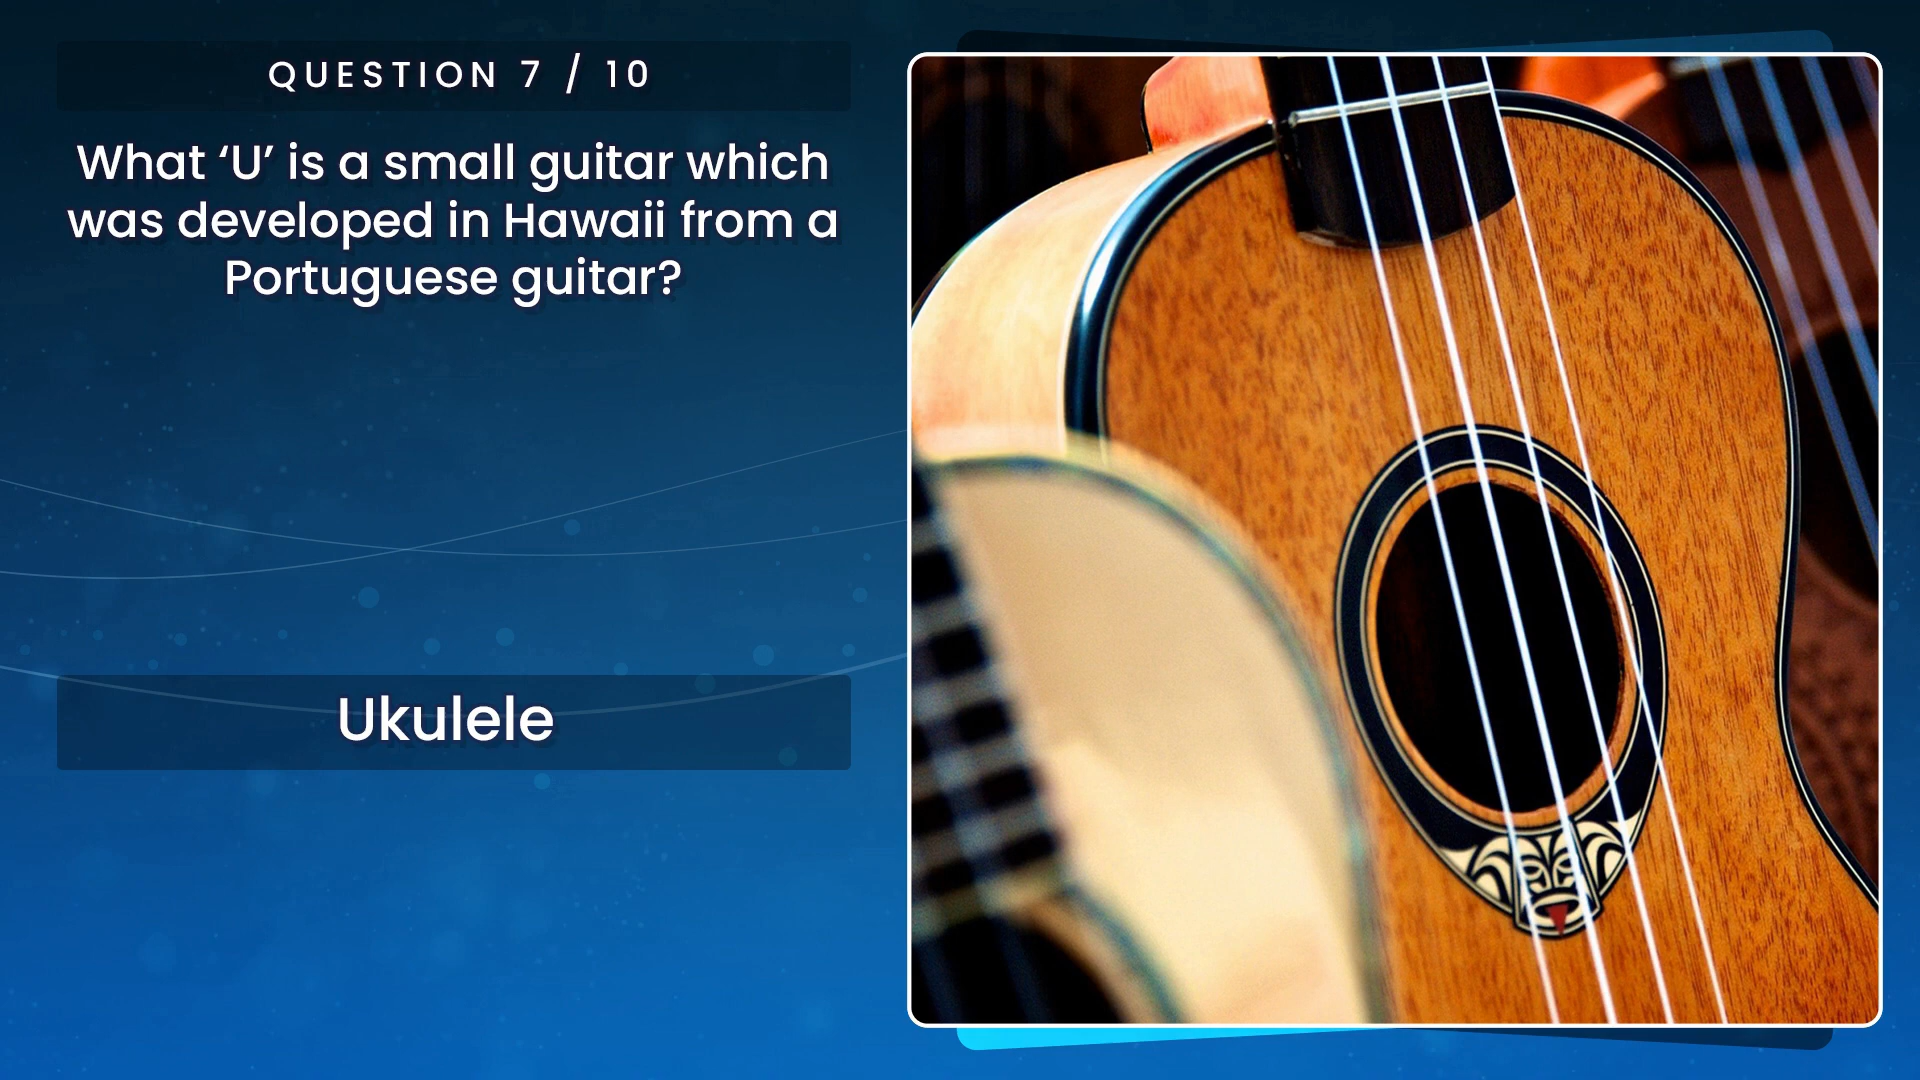 QUESTION 7 / 10
What ‘U’ is a small guitar which
was developed in Hawaii from a
Portuguese guitar?
Ukulele